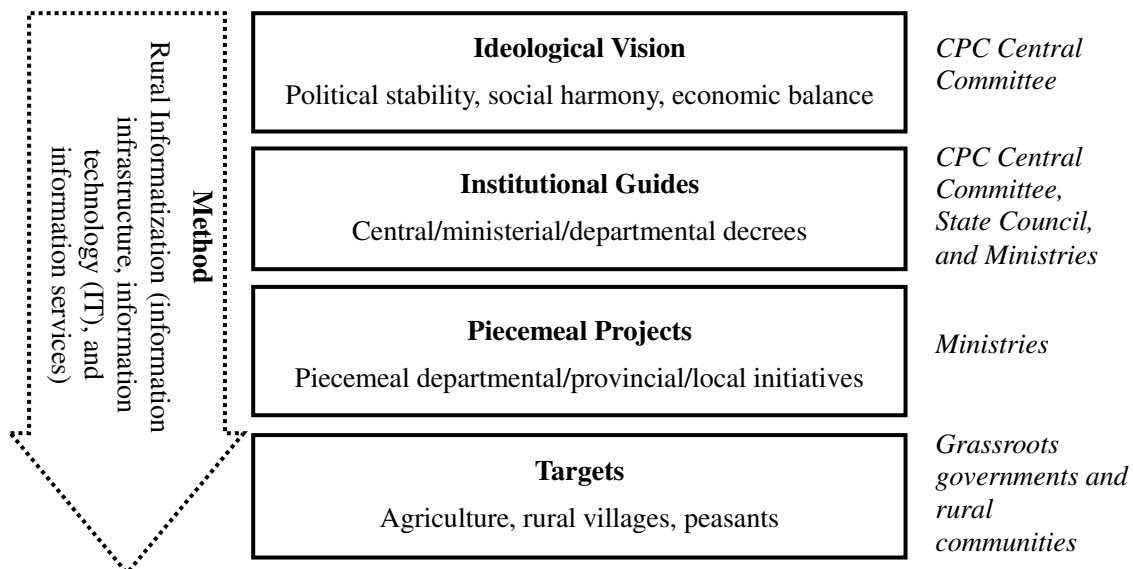 Method
Rural Informatization (information
infrastructure, information
technology (IT), and
information services)
Ideological Vision
Political stability, social harmony, economic balance
CPC Central
Committee
Institutional Guides
Central/ministerial/departmental decrees
CPC Central
Committee,
State Council,
and Ministries
Piecemeal Projects
Piecemeal departmental/provincial/local initiatives
Ministries
Targets
Agriculture, rural villages, peasants
Grassroots
governments and
rural
communities